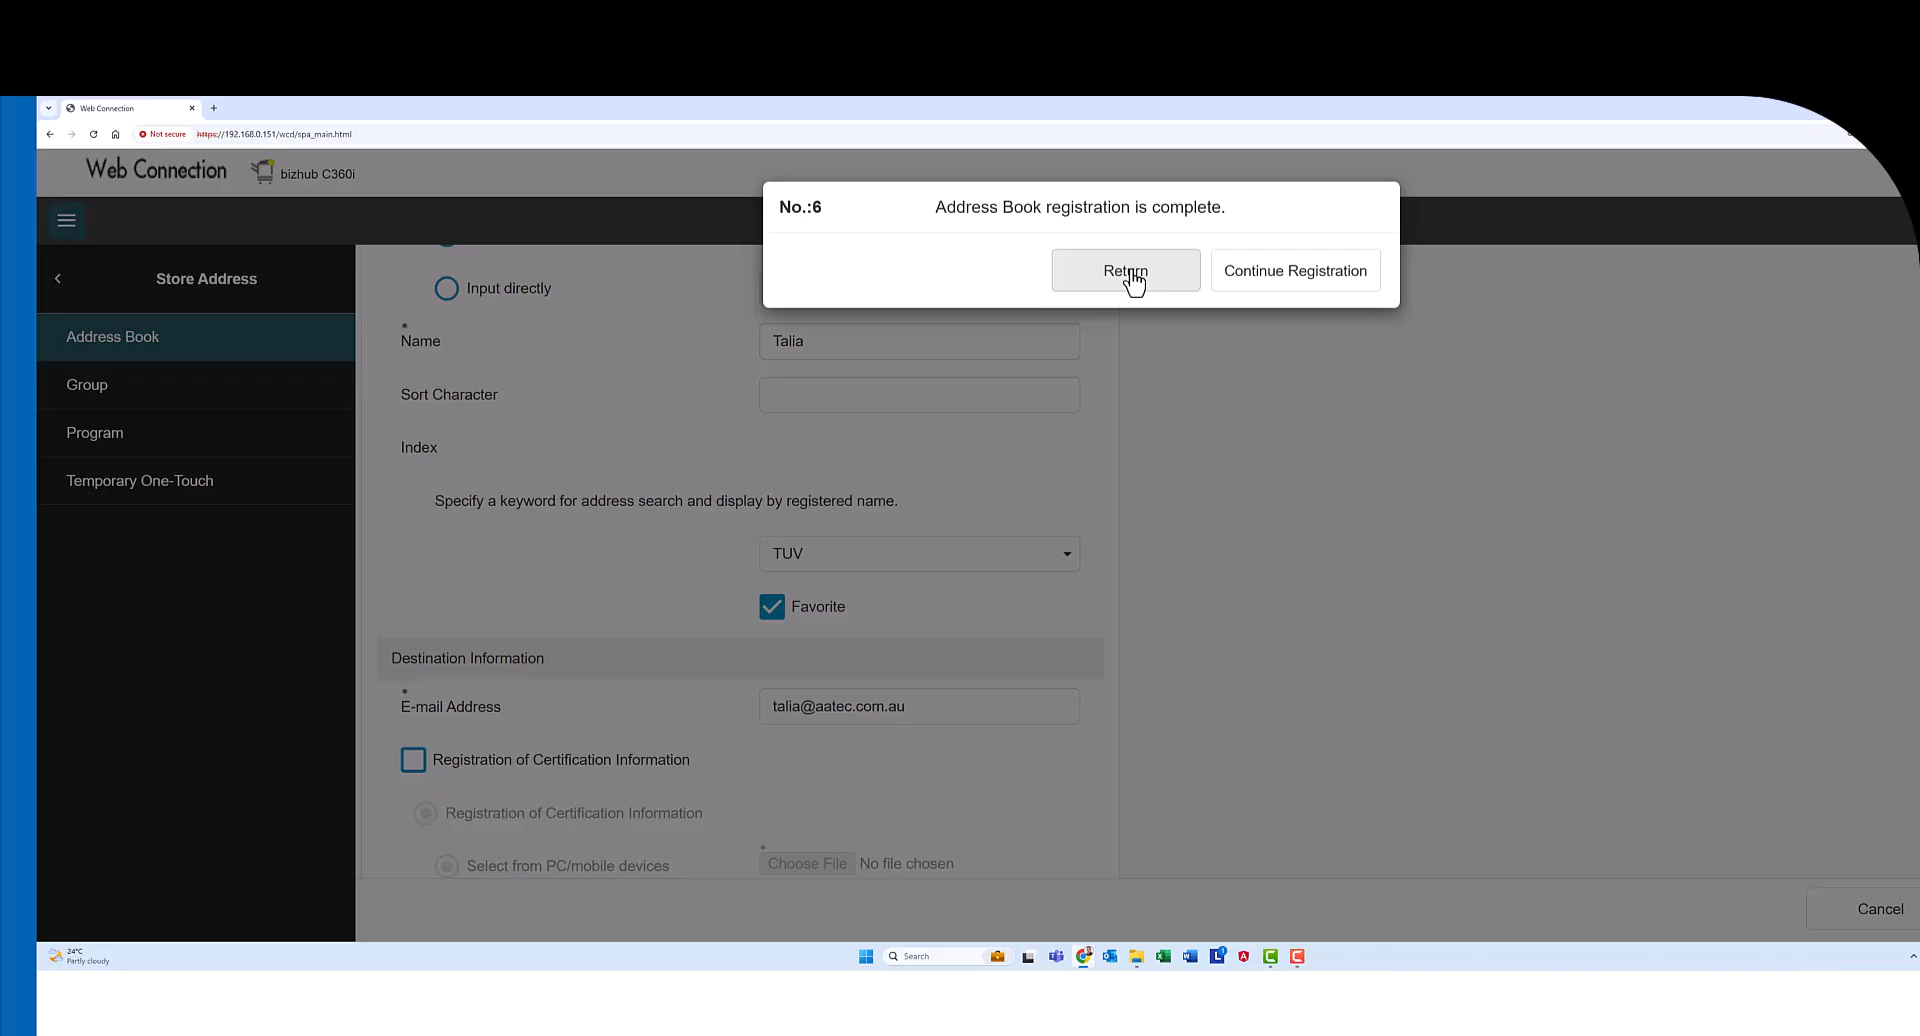 Web Connection
Not secure https://192.168.0.151/wcd/spa_main.html
Web Connection bizhub C360i
No.:6 Address Book registration is complete.
Return Continue Registration
Store Address
Address Book
Group
Program
Temporary One-Touch
Input directly
*
Name Talia
Sort Character
Index
Specify a keyword for address search and display by registered name.
TUV
Favorite
Destination Information
*
E-mail Address talia@aatec.com.au
Registration of Certification Information
Registration of Certification Information
*
Select from PC/mobile devices Choose File No file chosen
Cancel
24°C
Partly cloudy
Search